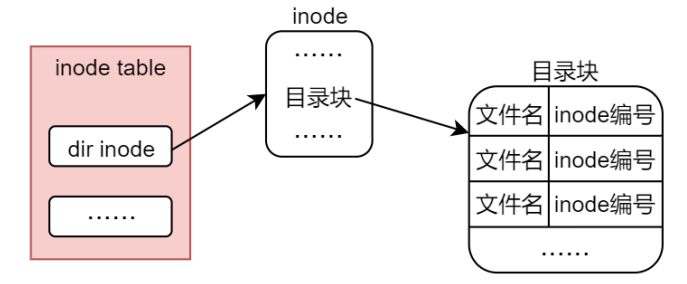 inode table
dir inode
……
inode
……
目录块
……
目录块
文件名 inode编号
文件名 inode编号
文件名 inode编号
……